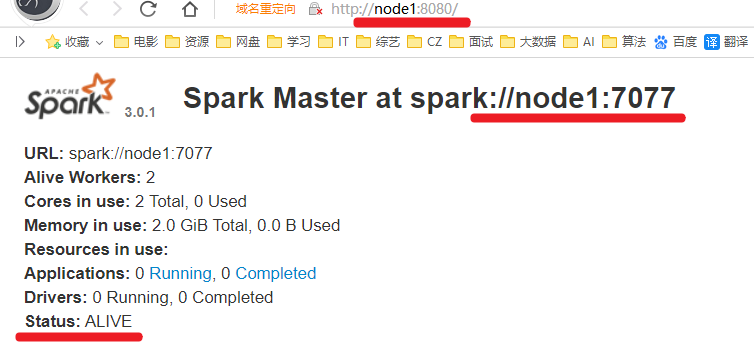 域名重定向 http://node1:8080/
收藏 电影 资源 网盘 学习 IT 综艺 CZ 面试 大数据 AI 算法 百度 译 翻译
APACHE Spark 3.0.1 Spark Master at spark://node1:7077
URL: spark://node1:7077
Alive Workers: 2
Cores in use: 2 Total, 0 Used
Memory in use: 2.0 GiB Total, 0.0 B Used
Resources in use:
Applications: 0 Running, 0 Completed
Drivers: 0 Running, 0 Completed
Status: ALIVE